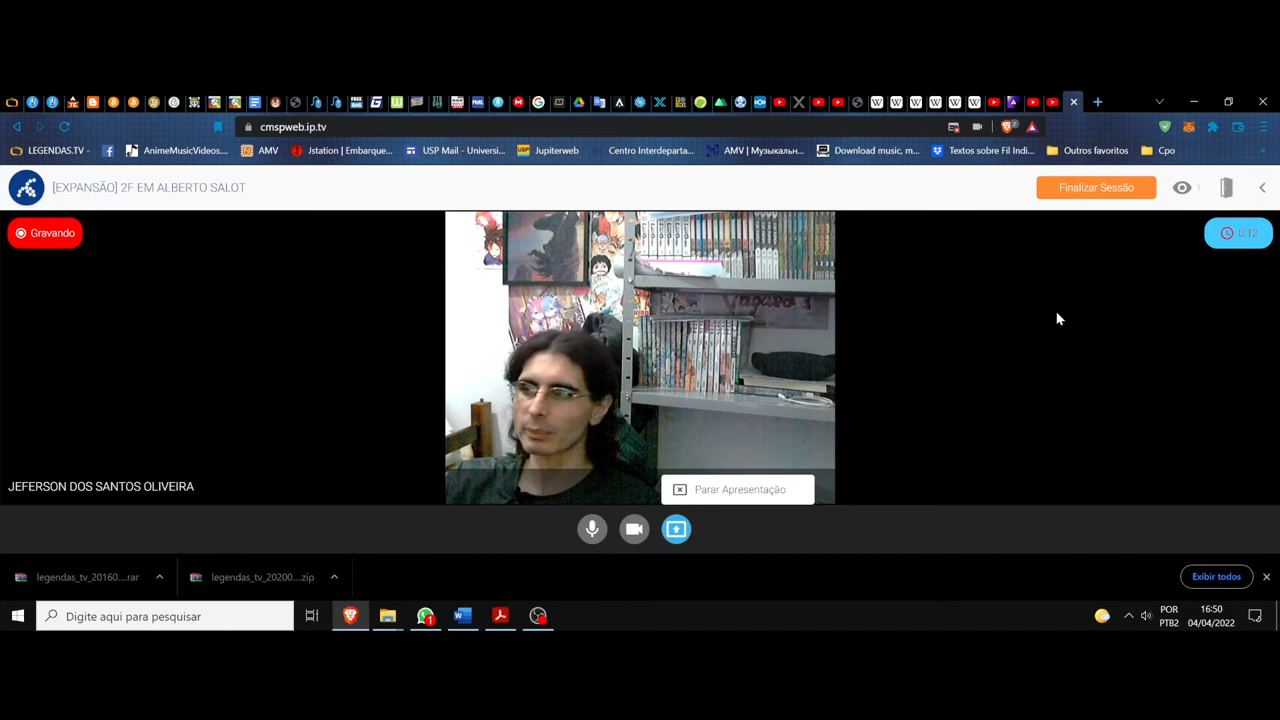 cmspweb.ip.tv
LEGENDAS.TV - AnimeMusicVideos... AMV Jstation | Embarque... USP Mail - Universi... Jupiterweb Centro Interdeparta... AMV | Музыкальн... Download music, m... Textos sobre Fil Indi... Outros favoritos Cpo
[EXPANSÃO] 2F EM ALBERTO SALOT
Finalizar Sessão
1
Gravando
0:12
JEFERSON DOS SANTOS OLIVEIRA
Parar Apresentação
legendas_tv_20160....rar
legendas_tv_20200....zip
Exibir todos
Digite aqui para pesquisar
1
POR
PTB2
16:50
04/04/2022